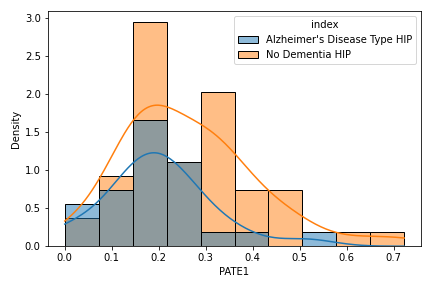 index
Alzheimer's Disease Type HIP
No Dementia HIP
3.0
2.5
2.0
1.5
1.0
0.5
0.0
Density
0.0 0.1 0.2 0.3 0.4 0.5 0.6 0.7
PATE1